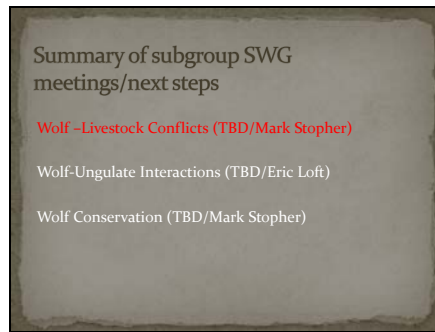 Summary of subgroup SWG
meetings/next steps
Wolf –Livestock Conflicts (TBD/Mark Stopher)
Wolf-Ungulate Interactions (TBD/Eric Loft)
Wolf Conservation (TBD/Mark Stopher)